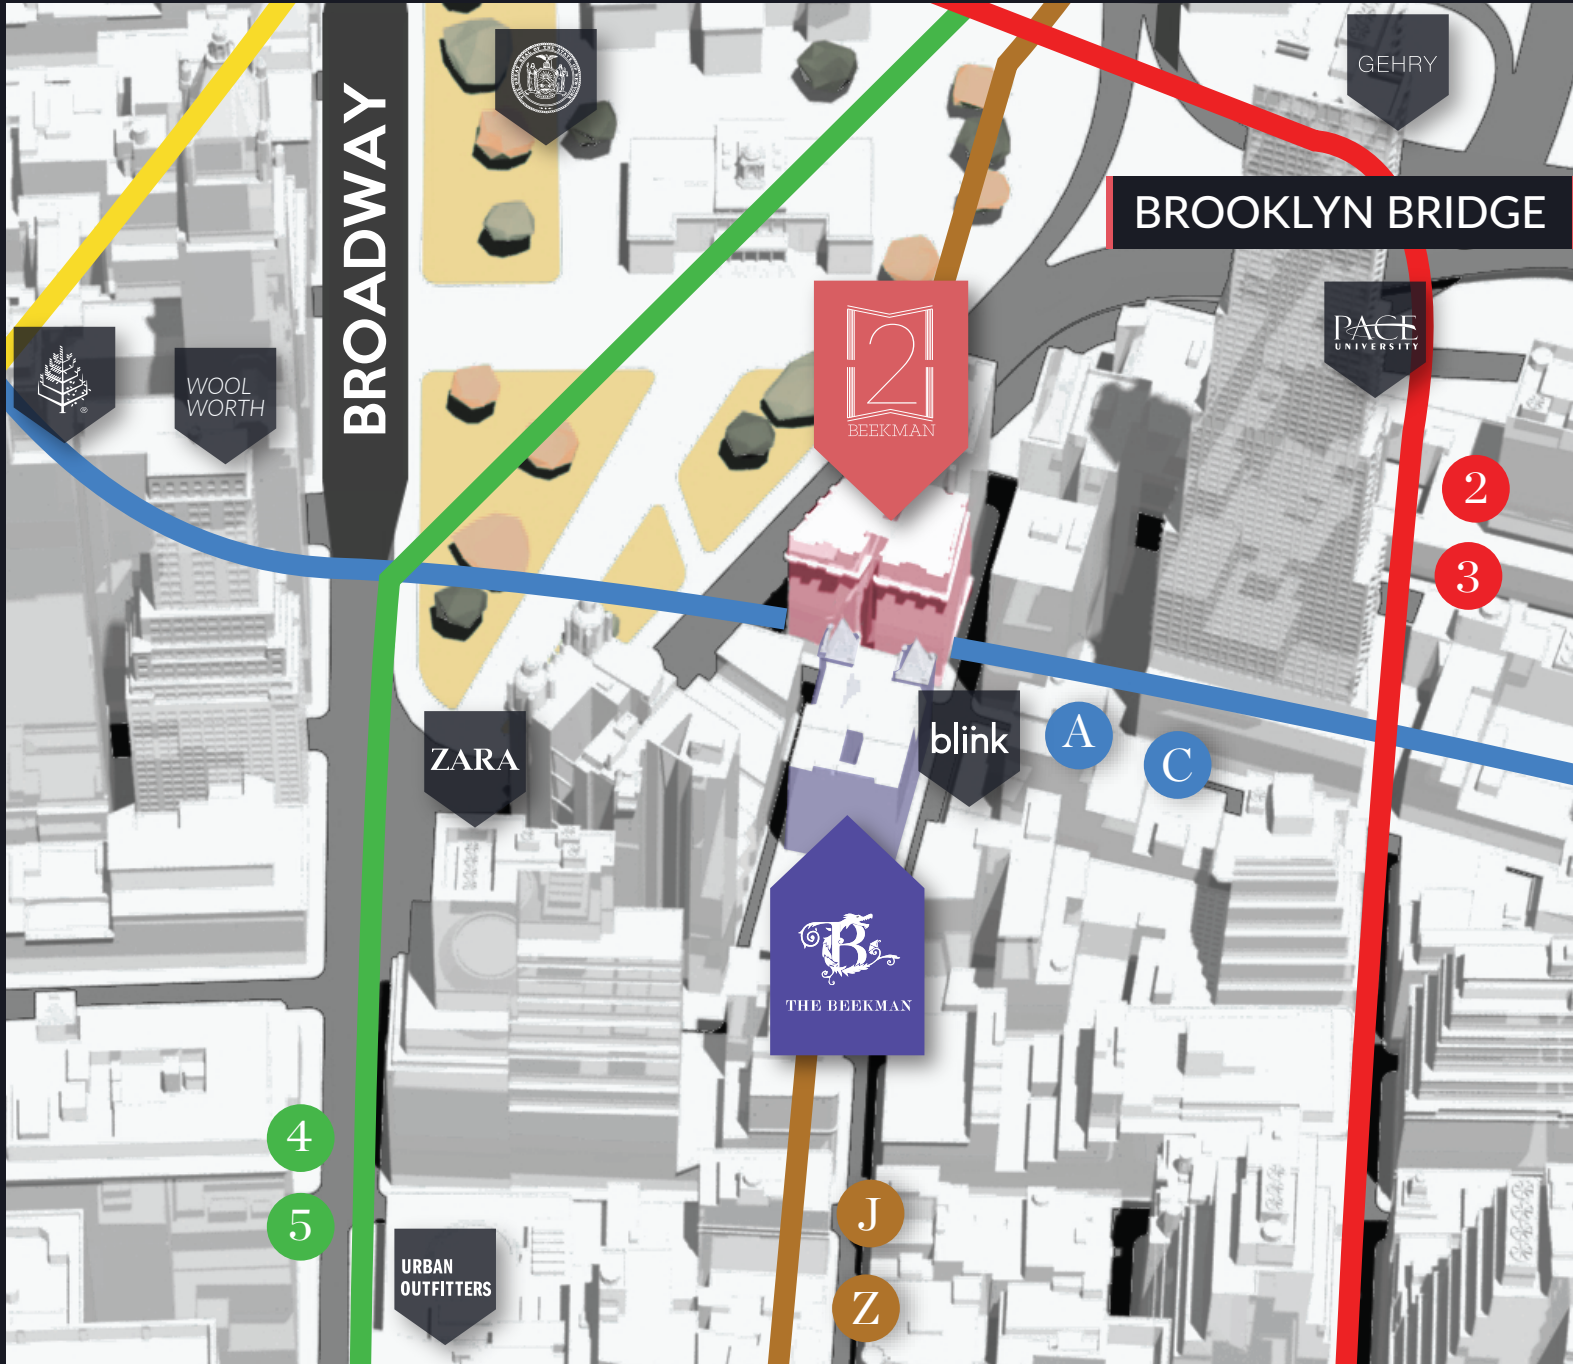 GEHRY
BROADWAY
BROOKLYN BRIDGE
PACE
UNIVERSITY
2
BEEKMAN
WOOL
WORTH
®
2
3
ZARA
blink
A
C
B
THE BEEKMAN
4
5
J
Z
URBAN
OUTFITTERS